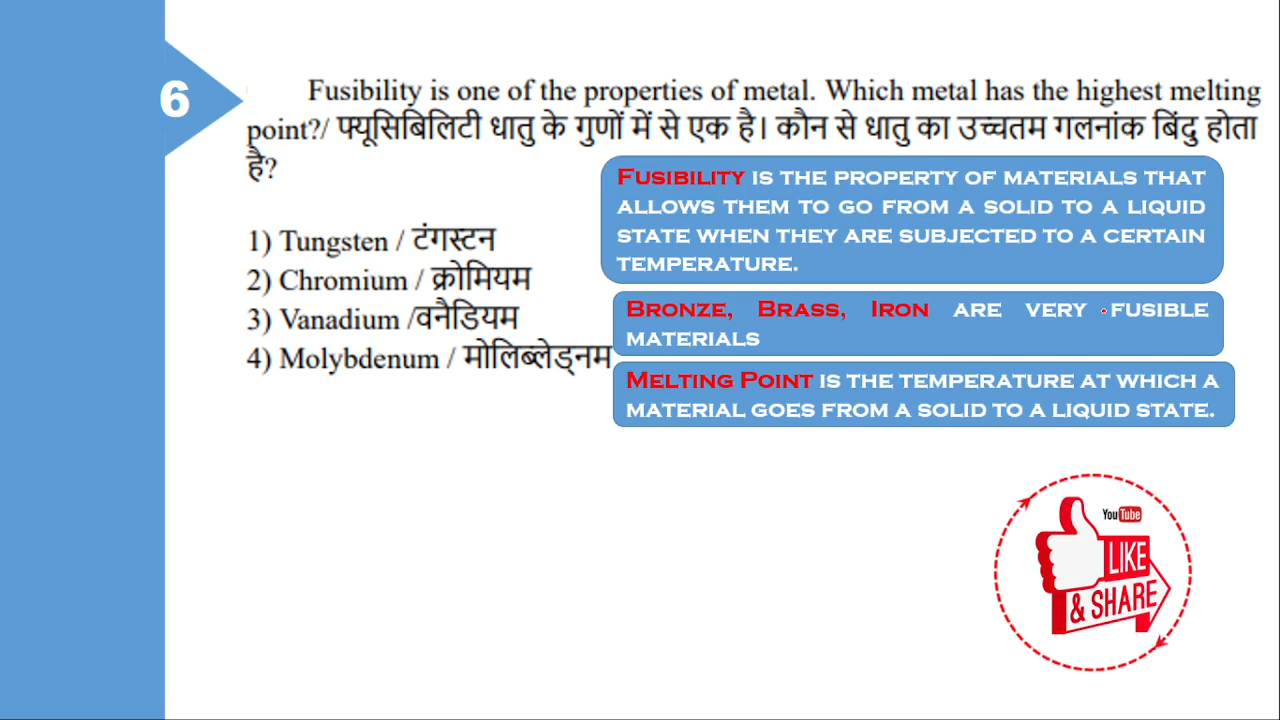 6
Fusibility is one of the properties of metal. Which metal has the highest melting
point?/ फ्यूसिबिलिटी धातु के गुणों में से एक है। कौन से धातु का उच्चतम गलनांक बिंदु होता
है?
FUSIBILITY IS THE PROPERTY OF MATERIALS THAT
ALLOWS THEM TO GO FROM A SOLID TO A LIQUID
STATE WHEN THEY ARE SUBJECTED TO A CERTAIN
TEMPERATURE.
1) Tungsten / टंगस्टन
2) Chromium / क्रोमियम
3) Vanadium /वनैडियम
4) Molybdenum / मोलिब्लेड्नम
BRONZE, BRASS, IRON ARE VERY FUSIBLE
MATERIALS
MELTING POINT IS THE TEMPERATURE AT WHICH A
MATERIAL GOES FROM A SOLID TO A LIQUID STATE.
YouTube
LIKE
& SHARE